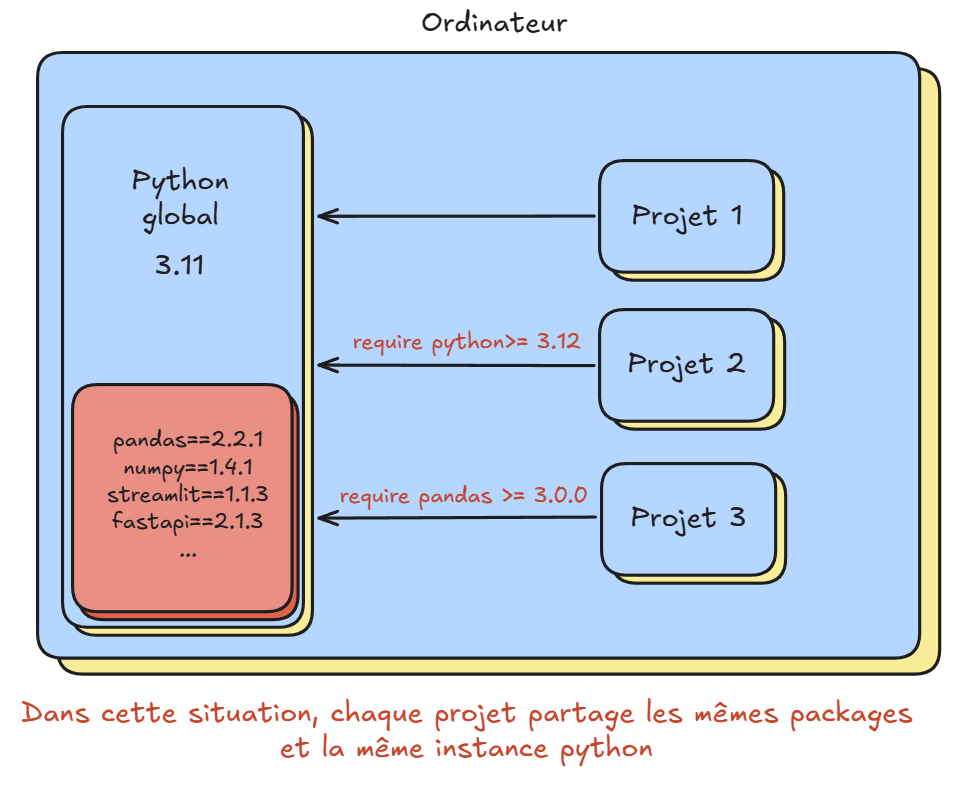 Ordinateur
Python
global
3.11
Projet 1
require python>= 3.12
Projet 2
pandas==2.2.1
numpy==1.4.1
streamlit==1.1.3
fastapi==2.1.3
...
require pandas >= 3.0.0
Projet 3
Dans cette situation, chaque projet partage les mêmes packages
et la même instance python